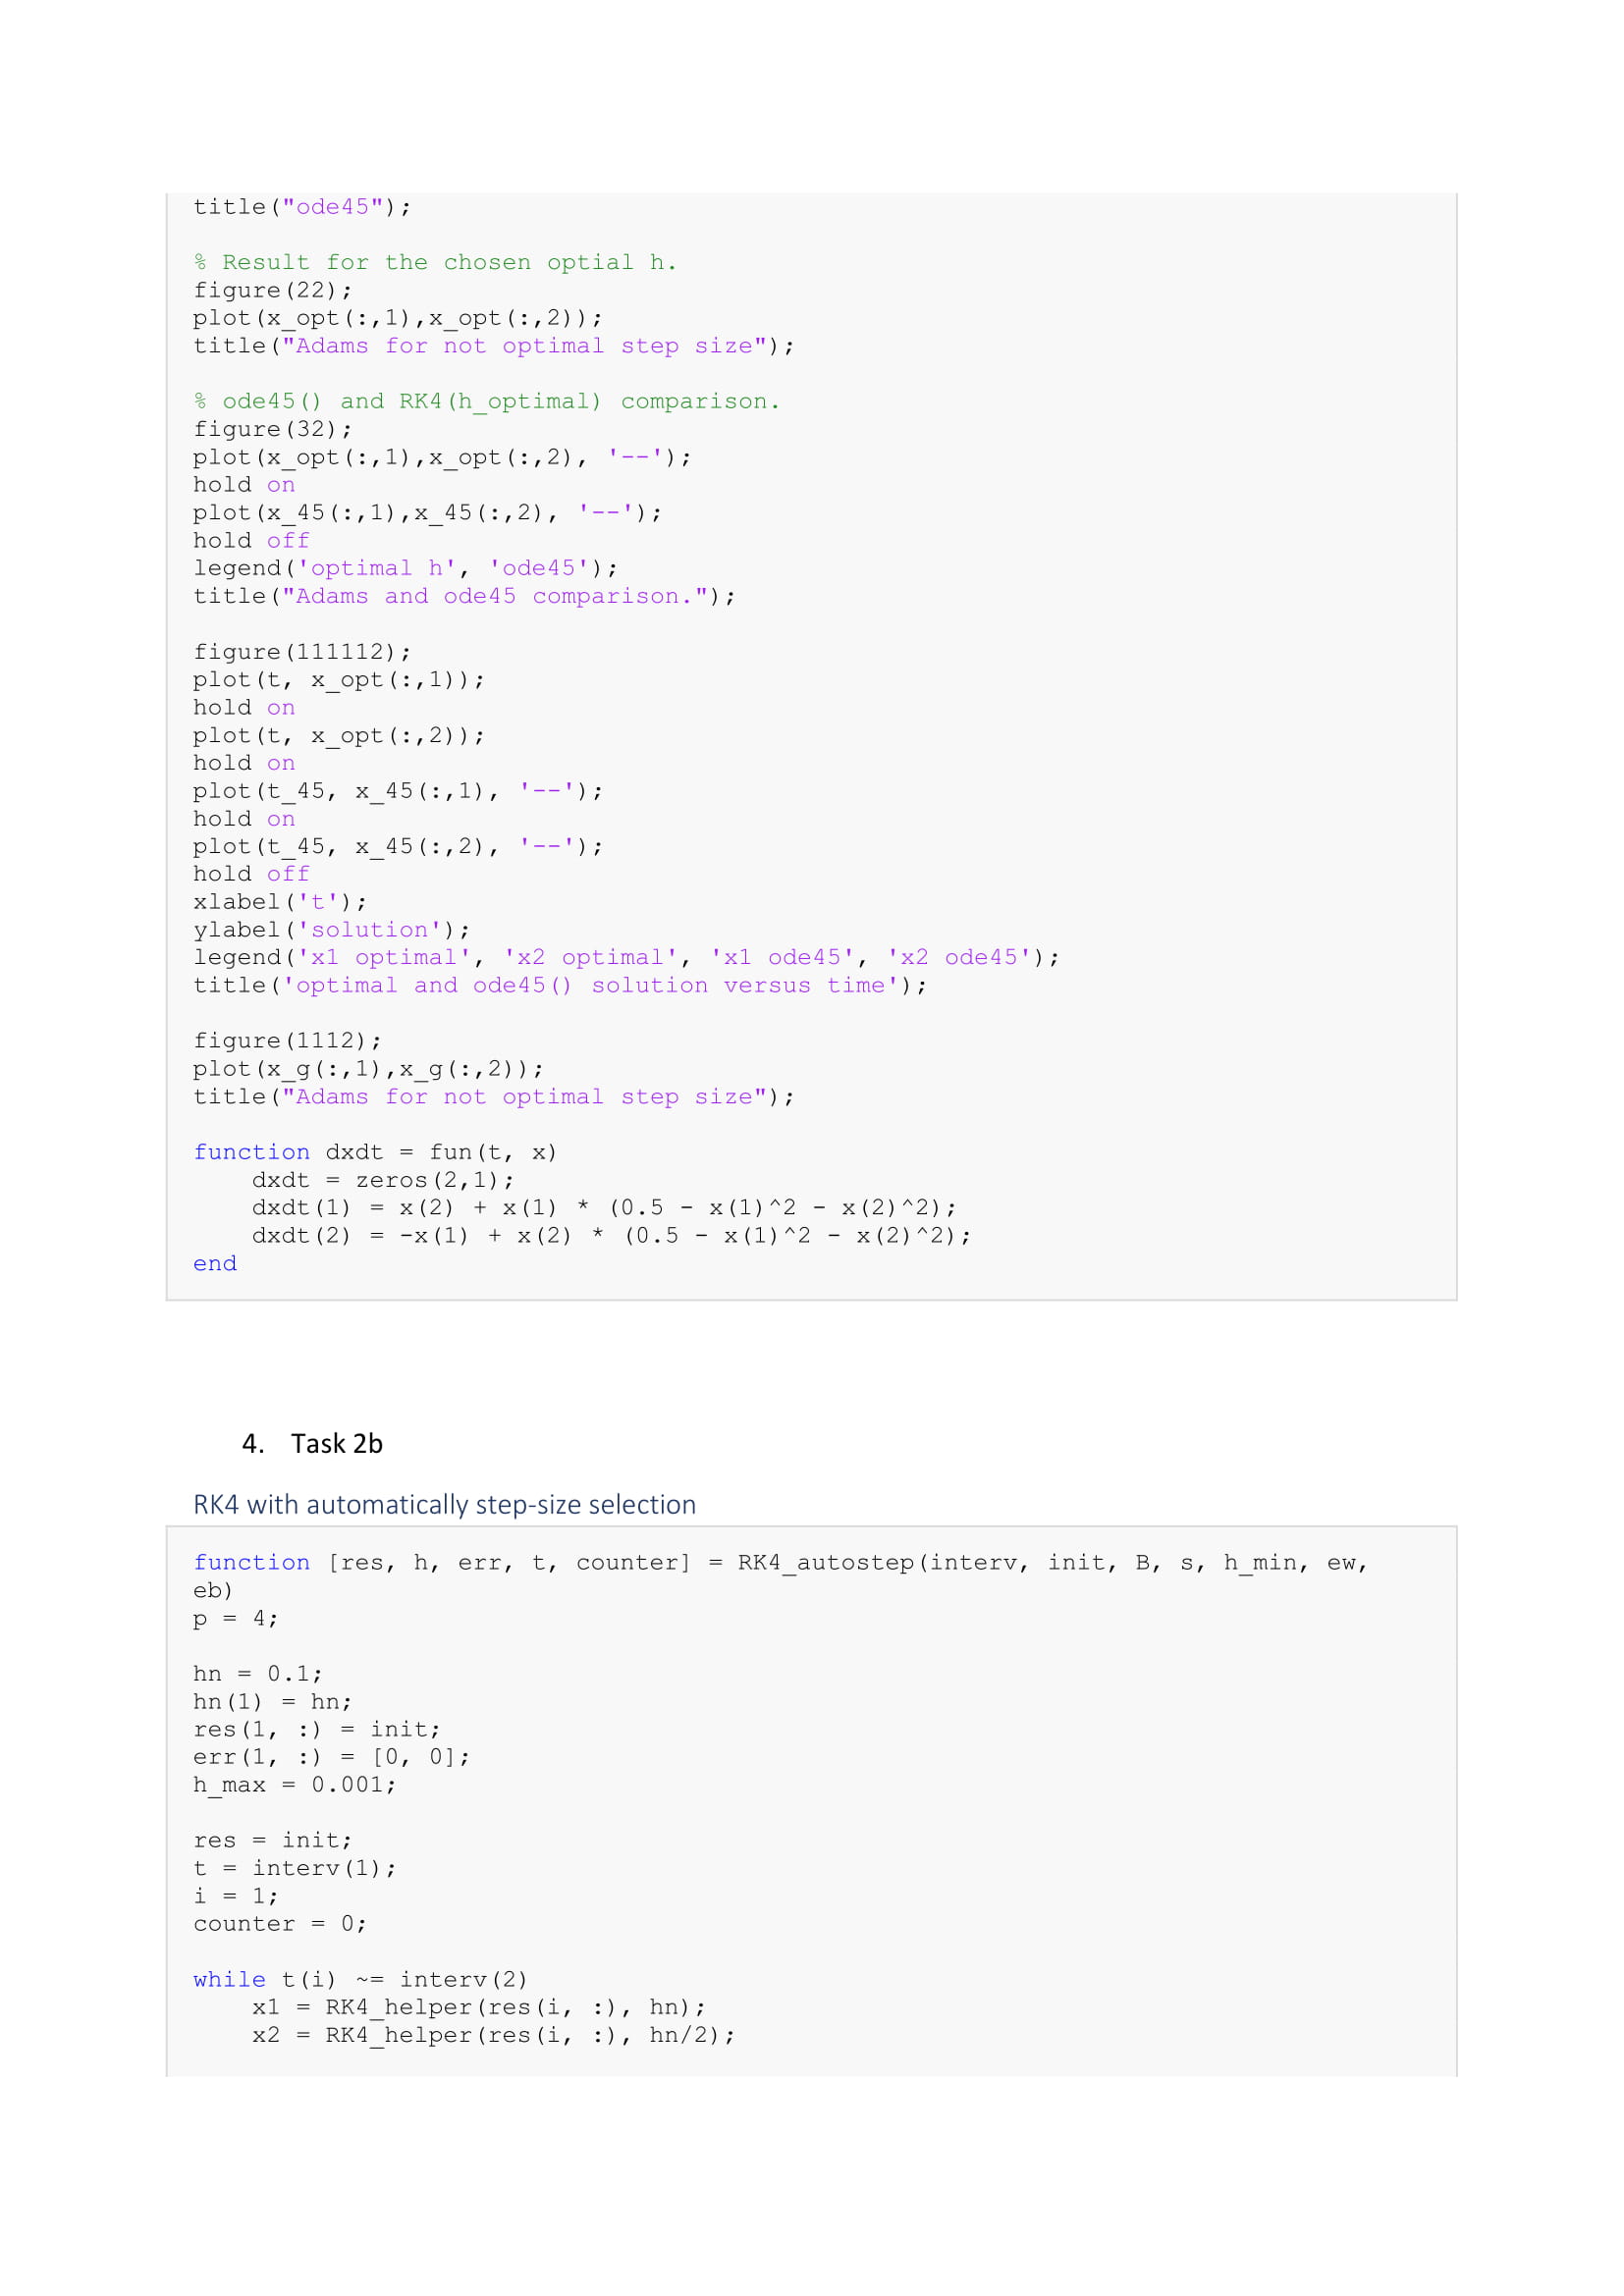 title("ode45");
% Result for the chosen optial h.
figure(22);
plot(x_opt(:,1),x_opt(:,2));
title("Adams for not optimal step size");
% ode45() and RK4(h_optimal) comparison.
figure(32);
plot(x_opt(:,1),x_opt(:,2), '--');
hold on
plot(x_45(:,1),x_45(:,2), '--');
hold off
legend('optimal h', 'ode45');
title("Adams and ode45 comparison.");
figure(111112);
plot(t, x_opt(:,1));
hold on
plot(t, x_opt(:,2));
hold on
plot(t_45, x_45(:,1), '--');
hold on
plot(t_45, x_45(:,2), '--');
hold off
xlabel('t');
ylabel('solution');
legend('x1 optimal', 'x2 optimal', 'x1 ode45', 'x2 ode45');
title('optimal and ode45() solution versus time');
figure(1112);
plot(x_g(:,1),x_g(:,2));
title("Adams for not optimal step size");
function dxdt = fun(t, x)
    dxdt = zeros(2,1);
    dxdt(1) = x(2) + x(1) * (0.5 - x(1)^2 - x(2)^2);
    dxdt(2) = -x(1) + x(2) * (0.5 - x(1)^2 - x(2)^2);
end
4. Task 2b
RK4 with automatically step-size selection
function [res, h, err, t, counter] = RK4_autostep(interv, init, B, s, h_min, ew,
eb)
p = 4;
hn = 0.1;
hn(1) = hn;
res(1, :) = init;
err(1, :) = [0, 0];
h_max = 0.001;
res = init;
t = interv(1);
i = 1;
counter = 0;
while t(i) ~= interv(2)
    x1 = RK4_helper(res(i, :), hn);
    x2 = RK4_helper(res(i, :), hn/2);